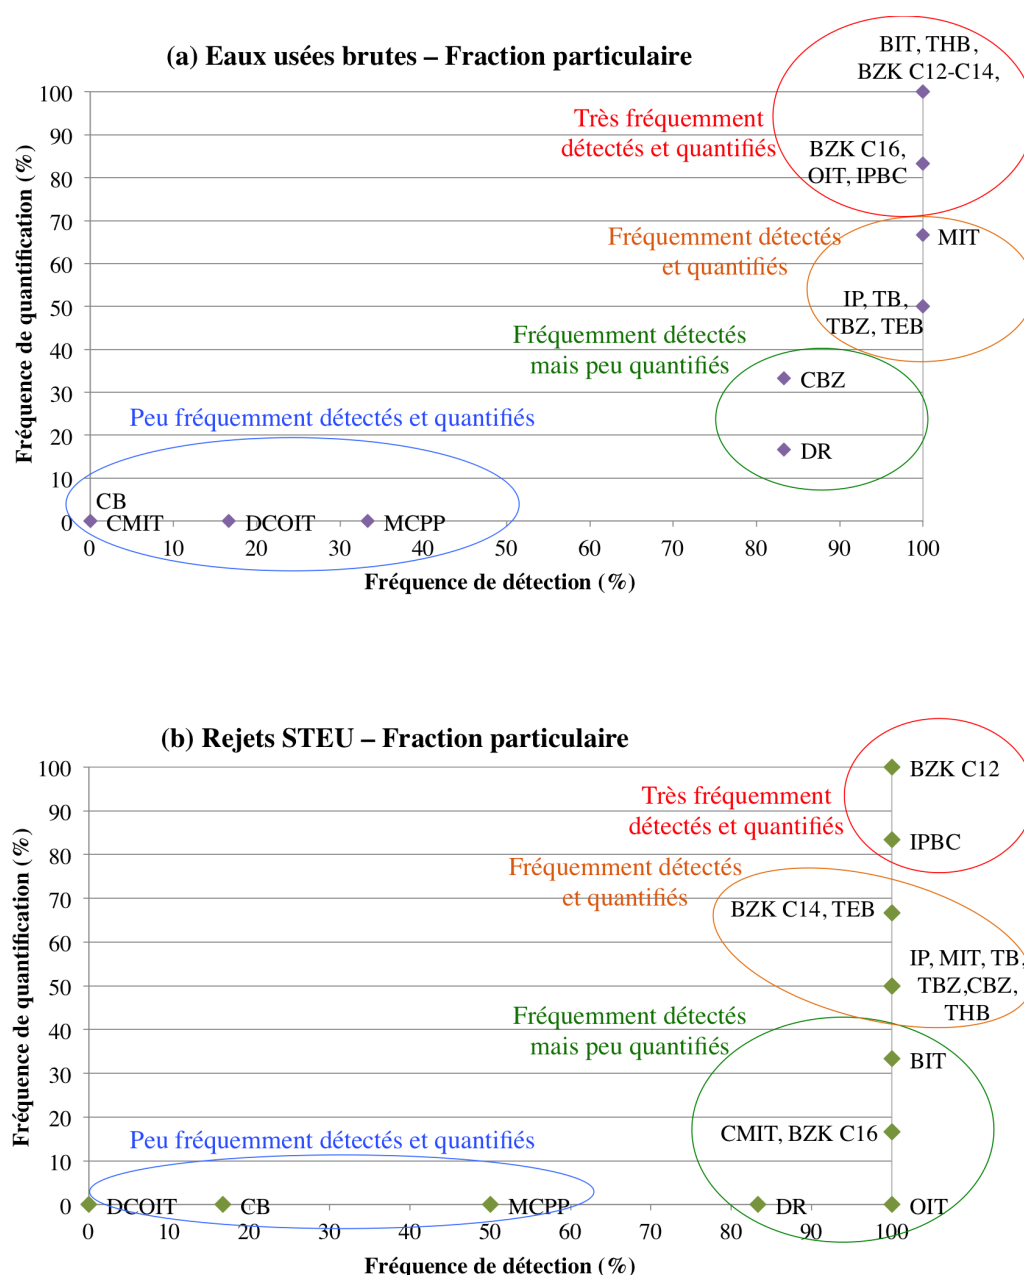 (a) Eaux usées brutes – Fraction particulaire
BIT, THB,
BZK C12-C14,
Très fréquemment
détectés et quantifiés
BZK C16,
OIT, IPBC
Fréquemment détectés
et quantifiés
MIT
IP, TB,
TBZ, TEB
Fréquemment détectés
mais peu quantifiés
CBZ
DR
Peu fréquemment détectés et quantifiés
CB
CMIT
DCOIT
MCPP
100
90
80
70
60
50
40
30
20
10
0
Fréquence de quantification (%)
0 10 20 30 40 50 60 70 80 90 100
Fréquence de détection (%)
(b) Rejets STEU – Fraction particulaire
BZK C12
Très fréquemment
détectés et quantifiés
IPBC
Fréquemment détectés
et quantifiés
BZK C14, TEB
IP, MIT, TB,
TBZ,CBZ,
THB
Fréquemment détectés
mais peu quantifiés
BIT
CMIT, BZK C16
Peu fréquemment détectés et quantifiés
DCOIT
CB
MCPP
DR
OIT
100
90
80
70
60
50
40
30
20
10
0
Fréquence de quantification (%)
0 10 20 30 40 50 60 70 80 90 100
Fréquence de détection (%)